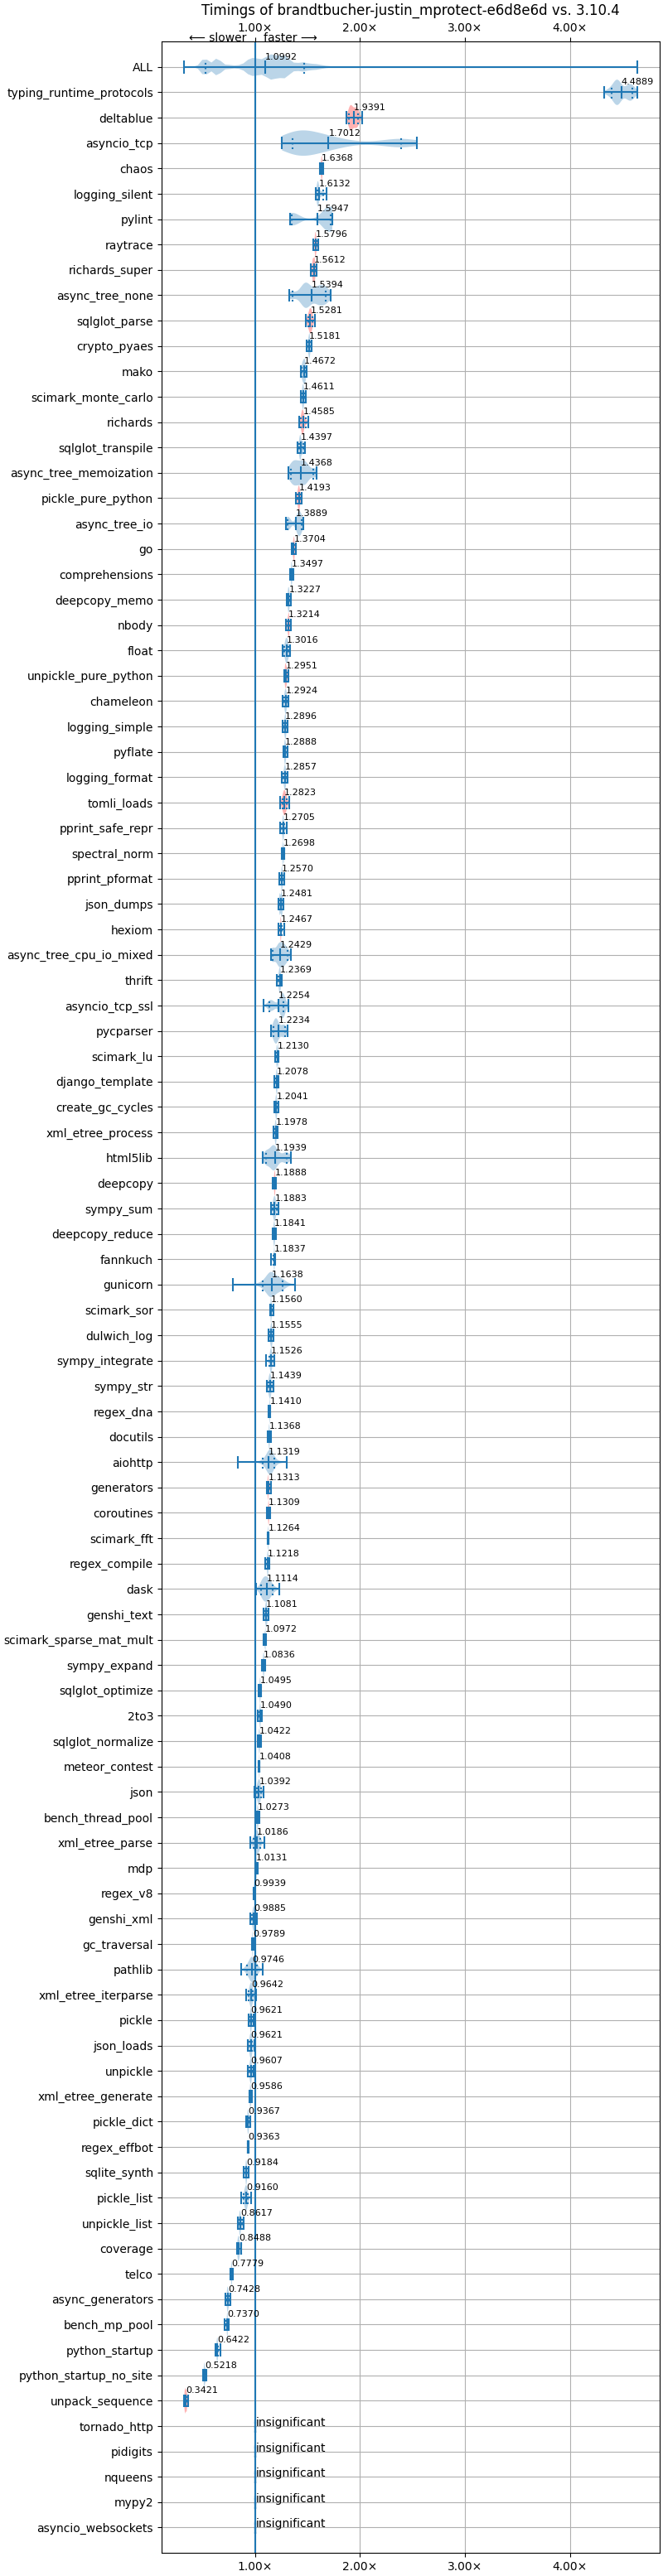 Timings of brandtbucher-justin_mprotect-e6d8e6d vs. 3.10.4
1.00× 2.00× 3.00× 4.00×
⟵ slower faster ⟶
ALL 1.0992
typing_runtime_protocols 4.4889
deltablue 1.9391
asyncio_tcp 1.7012
chaos 1.6368
logging_silent 1.6132
pylint 1.5947
raytrace 1.5796
richards_super 1.5612
async_tree_none 1.5394
sqlglot_parse 1.5281
crypto_pyaes 1.5181
mako 1.4672
scimark_monte_carlo 1.4611
richards 1.4585
sqlglot_transpile 1.4397
async_tree_memoization 1.4368
pickle_pure_python 1.4193
async_tree_io 1.3889
go 1.3704
comprehensions 1.3497
deepcopy_memo 1.3227
nbody 1.3214
float 1.3016
unpickle_pure_python 1.2951
chameleon 1.2924
logging_simple 1.2896
pyflate 1.2888
logging_format 1.2857
tomli_loads 1.2823
pprint_safe_repr 1.2705
spectral_norm 1.2698
pprint_pformat 1.2570
json_dumps 1.2481
hexiom 1.2467
async_tree_cpu_io_mixed 1.2429
thrift 1.2369
asyncio_tcp_ssl 1.2254
pycparser 1.2234
scimark_lu 1.2130
django_template 1.2078
create_gc_cycles 1.2041
xml_etree_process 1.1978
html5lib 1.1939
deepcopy 1.1888
sympy_sum 1.1883
deepcopy_reduce 1.1841
fannkuch 1.1837
gunicorn 1.1638
scimark_sor 1.1560
dulwich_log 1.1555
sympy_integrate 1.1526
sympy_str 1.1439
regex_dna 1.1410
docutils 1.1368
aiohttp 1.1319
generators 1.1313
coroutines 1.1309
scimark_fft 1.1264
regex_compile 1.1218
dask 1.1114
genshi_text 1.1081
scimark_sparse_mat_mult 1.0972
sympy_expand 1.0836
sqlglot_optimize 1.0495
2to3 1.0490
sqlglot_normalize 1.0422
meteor_contest 1.0408
json 1.0392
bench_thread_pool 1.0273
xml_etree_parse 1.0186
mdp 1.0131
regex_v8 0.9939
genshi_xml 0.9885
gc_traversal 0.9789
pathlib 0.9746
xml_etree_iterparse 0.9642
pickle 0.9621
json_loads 0.9621
unpickle 0.9607
xml_etree_generate 0.9586
pickle_dict 0.9367
regex_effbot 0.9363
sqlite_synth 0.9184
pickle_list 0.9160
unpickle_list 0.8617
coverage 0.8488
telco 0.7779
async_generators 0.7428
bench_mp_pool 0.7370
python_startup 0.6422
python_startup_no_site 0.5218
unpack_sequence 0.3421
tornado_http insignificant
pidigits insignificant
nqueens insignificant
mypy2 insignificant
asyncio_websockets insignificant
1.00× 2.00× 3.00× 4.00×